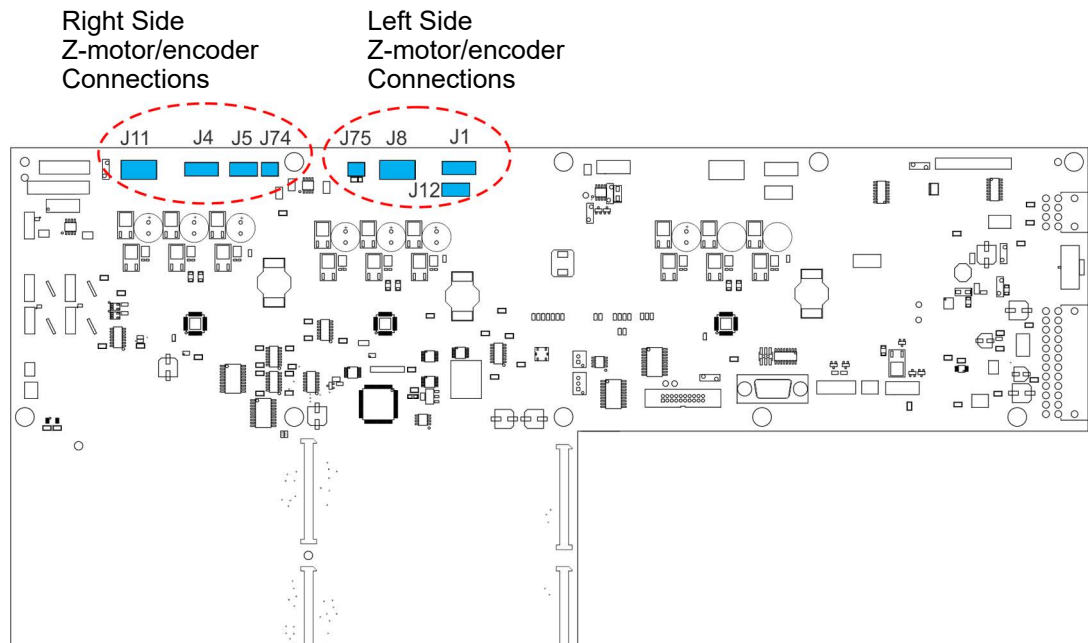 Right Side
Z-motor/encoder
Connections
Left Side
Z-motor/encoder
Connections
J11 J4 J5 J74 J75 J8 J1
J12